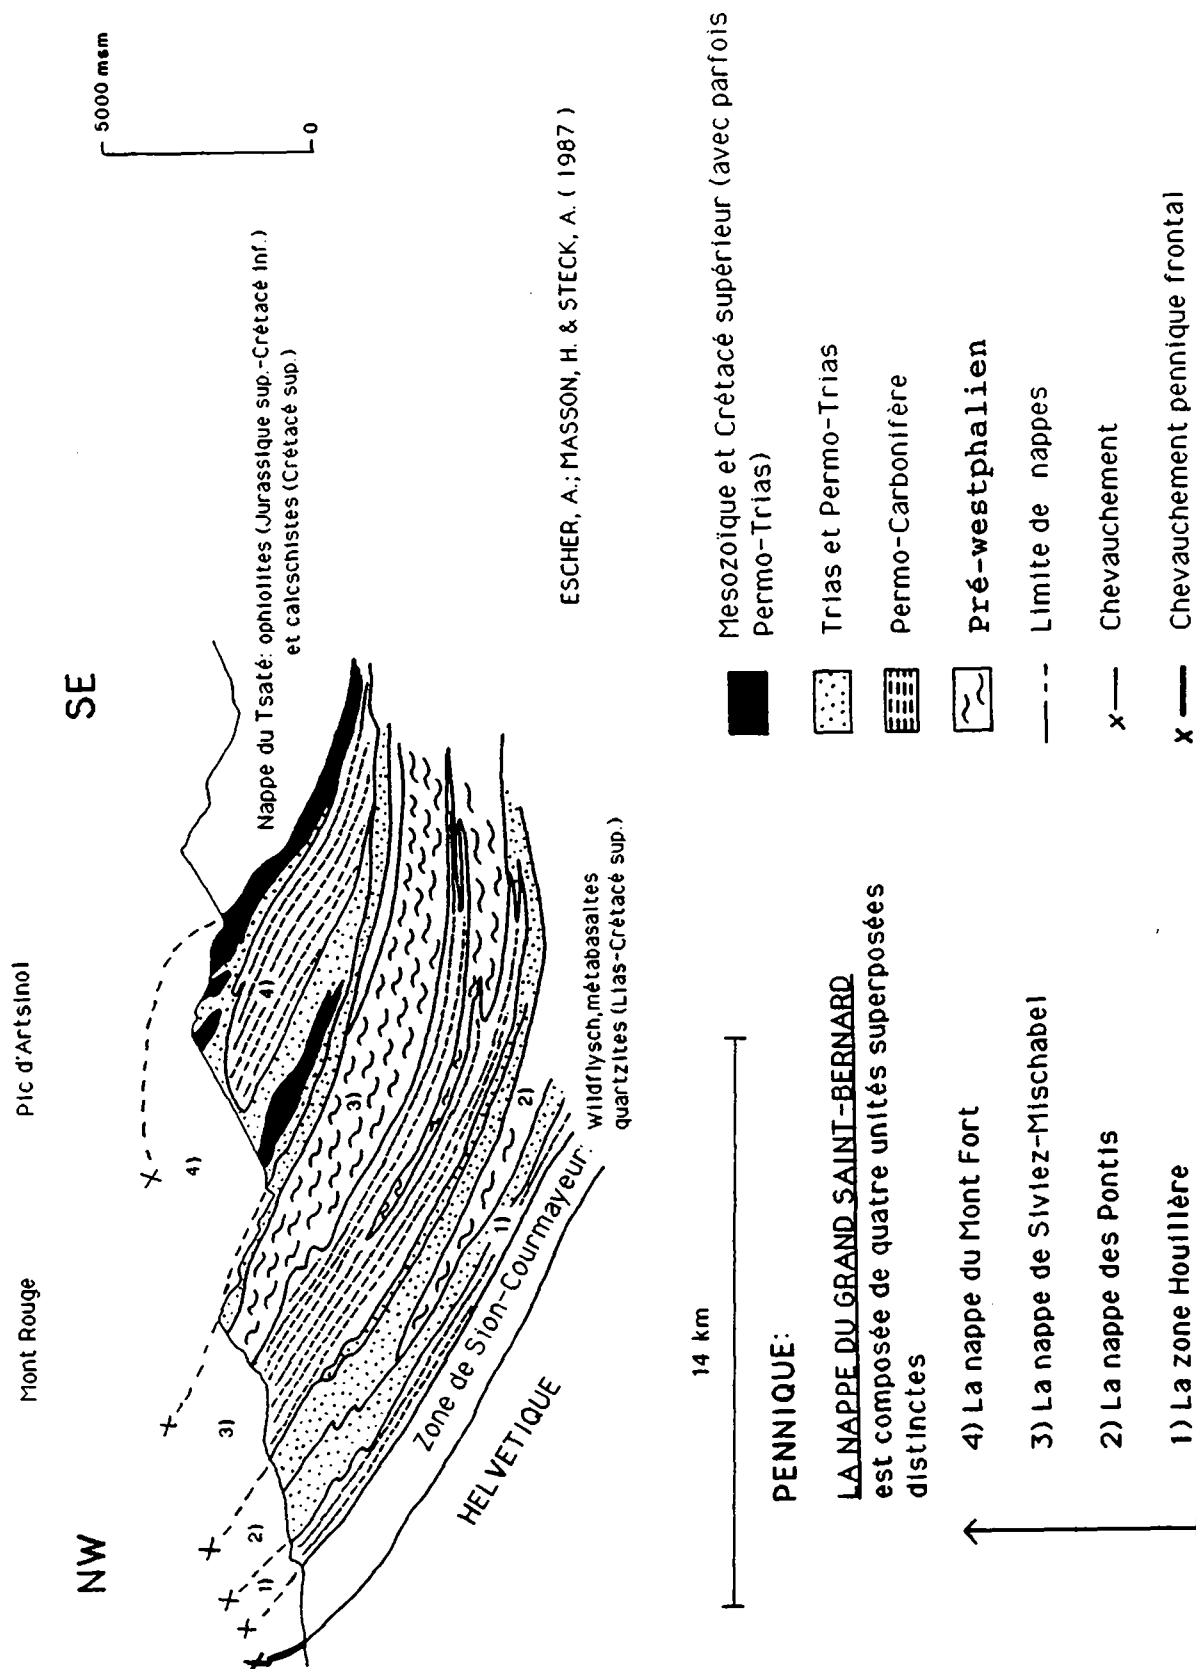 NW
SE
Mont Rouge
Pic d'Artsinol
5000 msm
0
Nappe du Tsaté: ophiolites (Jurassique sup.-Crétacé Inf.)
et calcschistes (Crétacé sup.)
4)
4)
3)
3)
2)
2)
1)
1)
Zone de Sion-Courmayeur:
Wildflysch, métabasaltes
quartzites (Lias-Crétacé sup.)
HELVETIQUE
ESCHER, A.; MASSON, H. & STECK, A. ( 1987 )
14 km
PENNIQUE:
LA NAPPE DU GRAND SAINT-BERNARD
est composée de quatre unités superposées
distinctes
4) La nappe du Mont Fort
3) La nappe de Siviez-Mischabel
2) La nappe des Pontis
1) La zone Houillère
Mesozoïque et Crétacé supérieur (avec parfois
Permo-Trias)
Trias et Permo-Trias
Permo-Carbonifère
Pré-westphalien
Limite de nappes
Chevauchement
Chevauchement pennique frontal